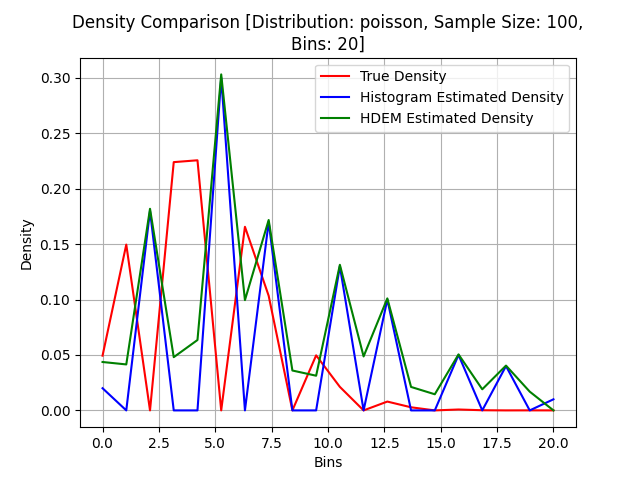 Density Comparison [Distribution: poisson, Sample Size: 100,
Bins: 20]
True Density
Histogram Estimated Density
HDEM Estimated Density
Density
0.30
0.25
0.20
0.15
0.10
0.05
0.00
0.0 2.5 5.0 7.5 10.0 12.5 15.0 17.5 20.0
Bins